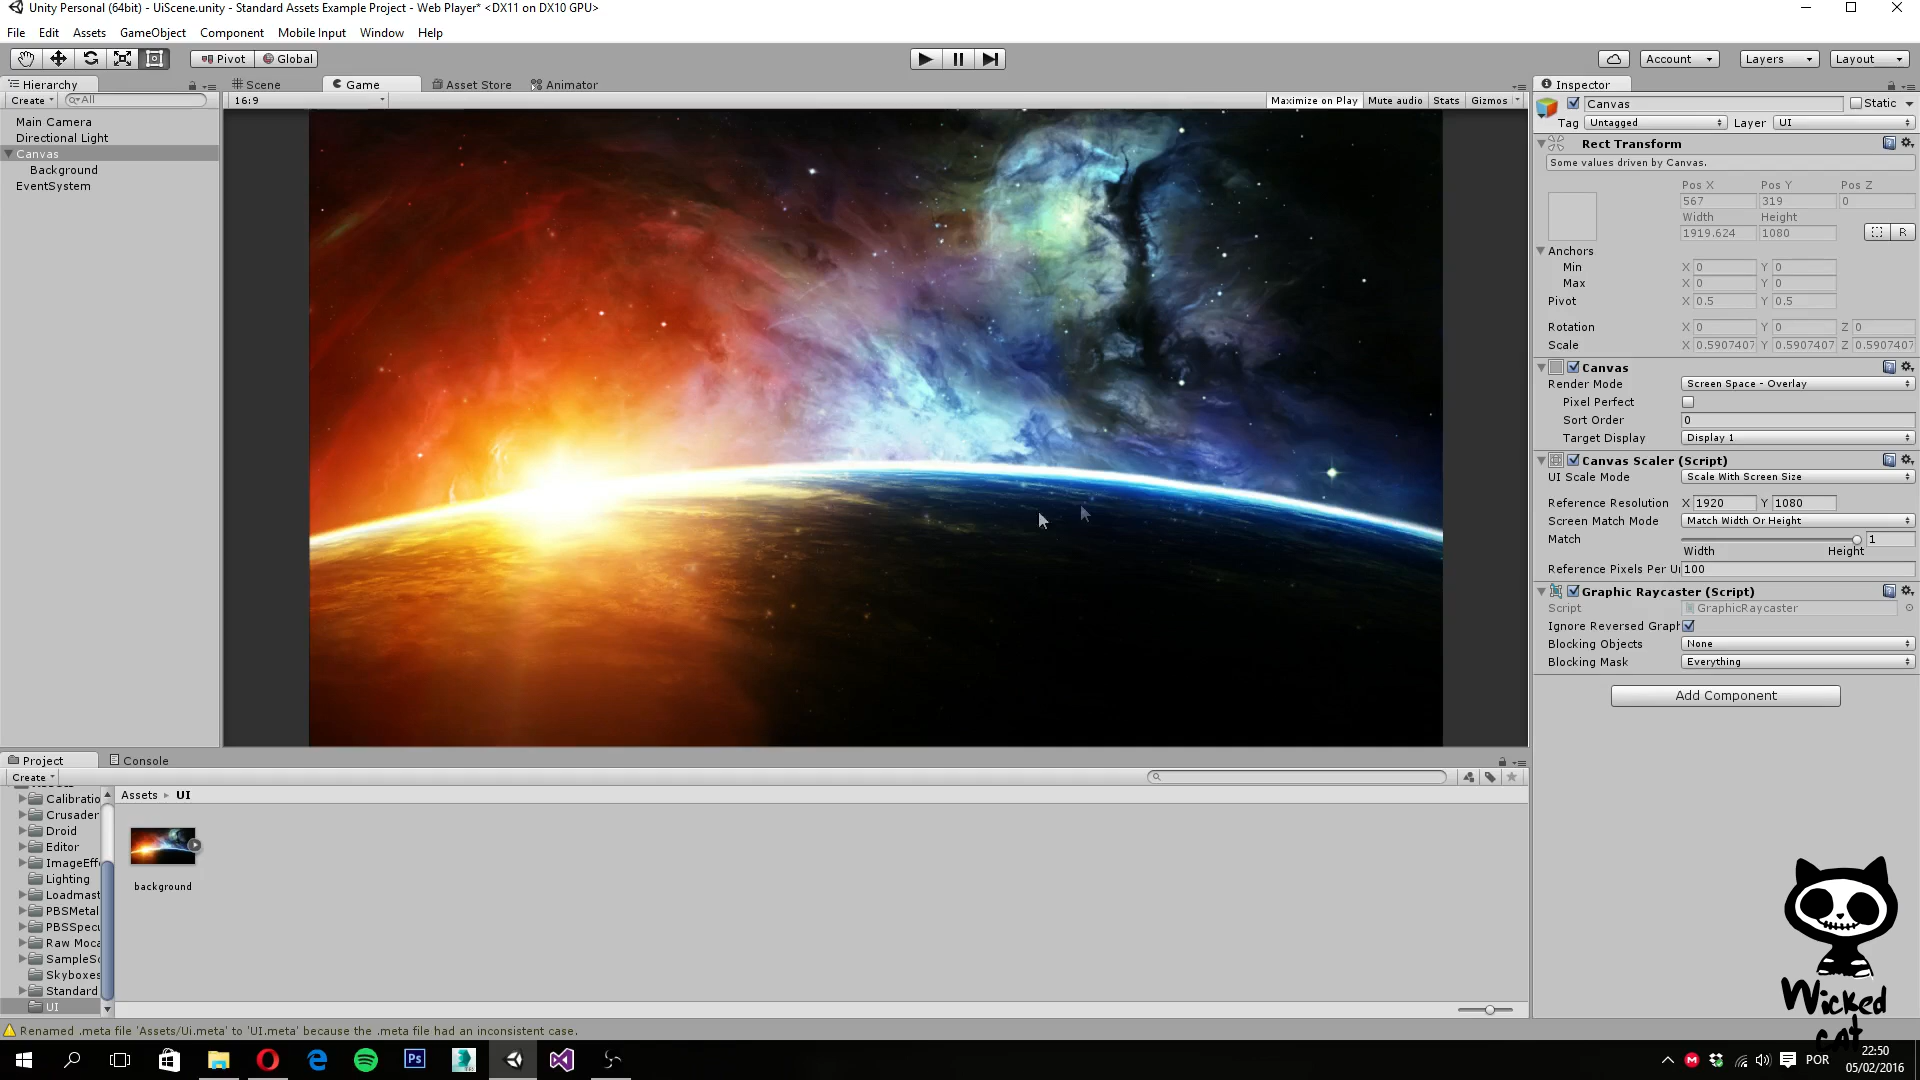 Unity Personal (64bit) - UiScene.unity - Standard Assets Example Project - Web Player* <DX11 on DX10 GPU>
File Edit Assets GameObject Component Mobile Input Window Help
Pivot Global Account Layers Layout
Hierarchy Scene Game Asset Store Animator Inspector
Create All 16:9 Maximize on Play Mute audio Stats Gizmos Canvas Static
Tag Untagged Layer UI
Main Camera
Directional Light
Canvas
Background
EventSystem
Rect Transform
Some values driven by Canvas.
Pos X Pos Y Pos Z
567 319 0
Width Height
1919.624 1080 R
Anchors
Min X 0 Y 0
Max X 0 Y 0
Pivot X 0.5 Y 0.5
Rotation X 0 Y 0 Z 0
Scale X 0.5907407 Y 0.5907407 Z 0.5907407
Canvas
Render Mode Screen Space - Overlay
Pixel Perfect
Sort Order 0
Target Display Display 1
Canvas Scaler (Script)
UI Scale Mode Scale With Screen Size
Reference Resolution X 1920 Y 1080
Screen Match Mode Match Width Or Height
Match 1
Width Height
Reference Pixels Per Ur 100
Graphic Raycaster (Script)
Script GraphicRaycaster
Ignore Reversed Graph
Blocking Objects None
Blocking Mask Everything
Add Component
Project Console
Create
Assets ▸ UI
Calibratio
Crusader
Droid
Editor
ImageEffe
Lighting
Loadmast
PBSMetal
PBSSpecu
Raw Moca
SampleSc
Skyboxes
Standard
UI
background
Renamed .meta file 'Assets/Ui.meta' to 'UI.meta' because the .meta file had an inconsistent case.
Wicked
cat
Ps
POR
22:50
05/02/2016